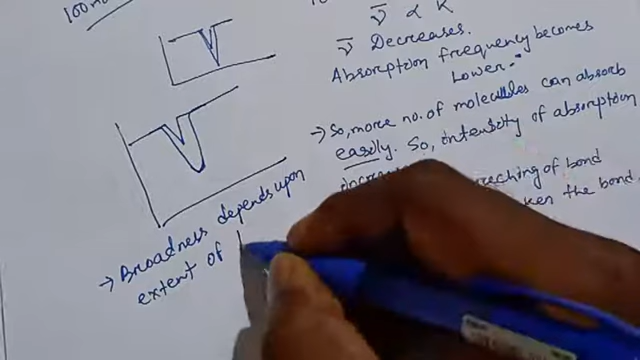 100
ν̄ ∝ K
ν̄ Decreases.
Absorption frequency becomes
Lower.
→ So, more no. of molecules can absorb
easily. So, intensity of absorption
of bond
the bond.
→ Broadness depends upon
extent of